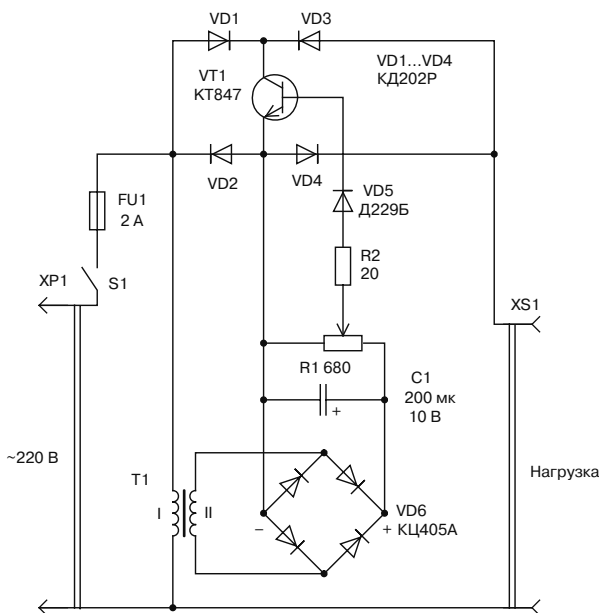 VD1
VD3
VD1...VD4
КД202Р
VT1
КТ847
VD2
VD4
VD5
Д229Б
FU1
2 А
R2
20
XP1
S1
XS1
R1 680
C1
200 мк
10 В
+
~220 В
T1
I
II
Нагрузка
VD6
– + КЦ405А